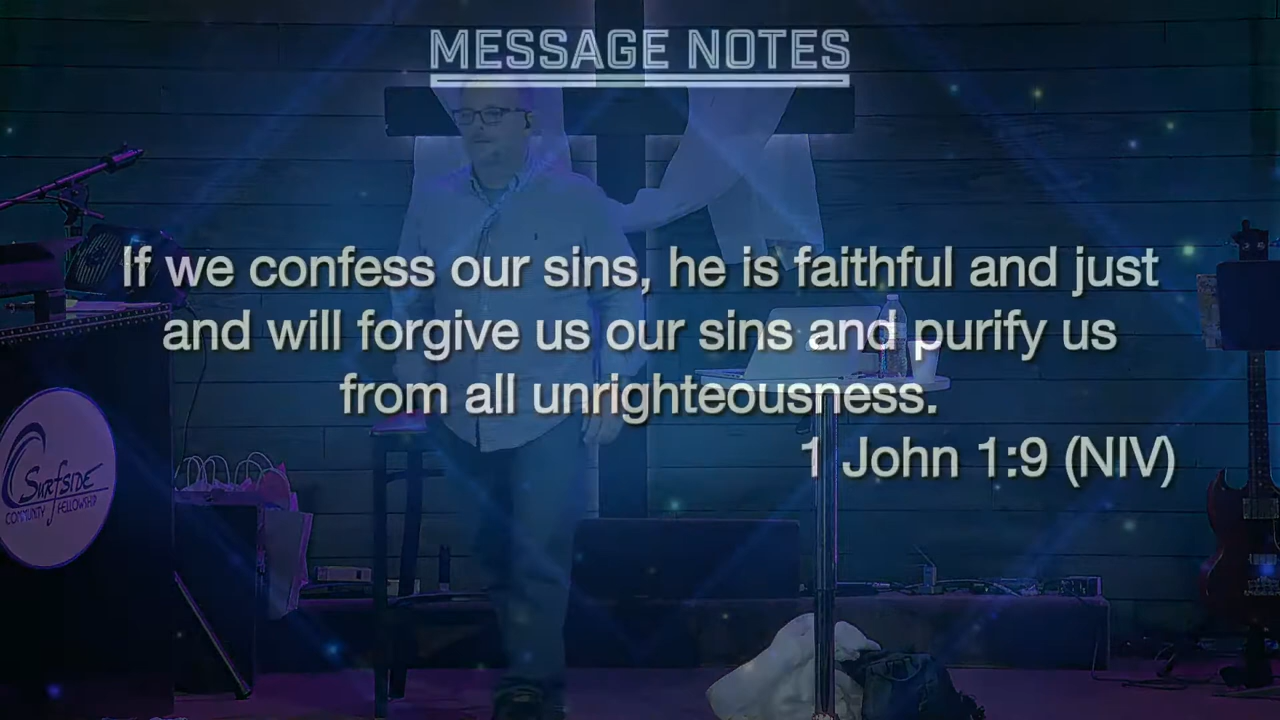 MESSAGE NOTES
If we confess our sins, he is faithful and just
and will forgive us our sins and purify us
from all unrighteousness.
1 John 1:9 (NIV)
SurfSIDE
COMMUNITY FELLOWSHIP